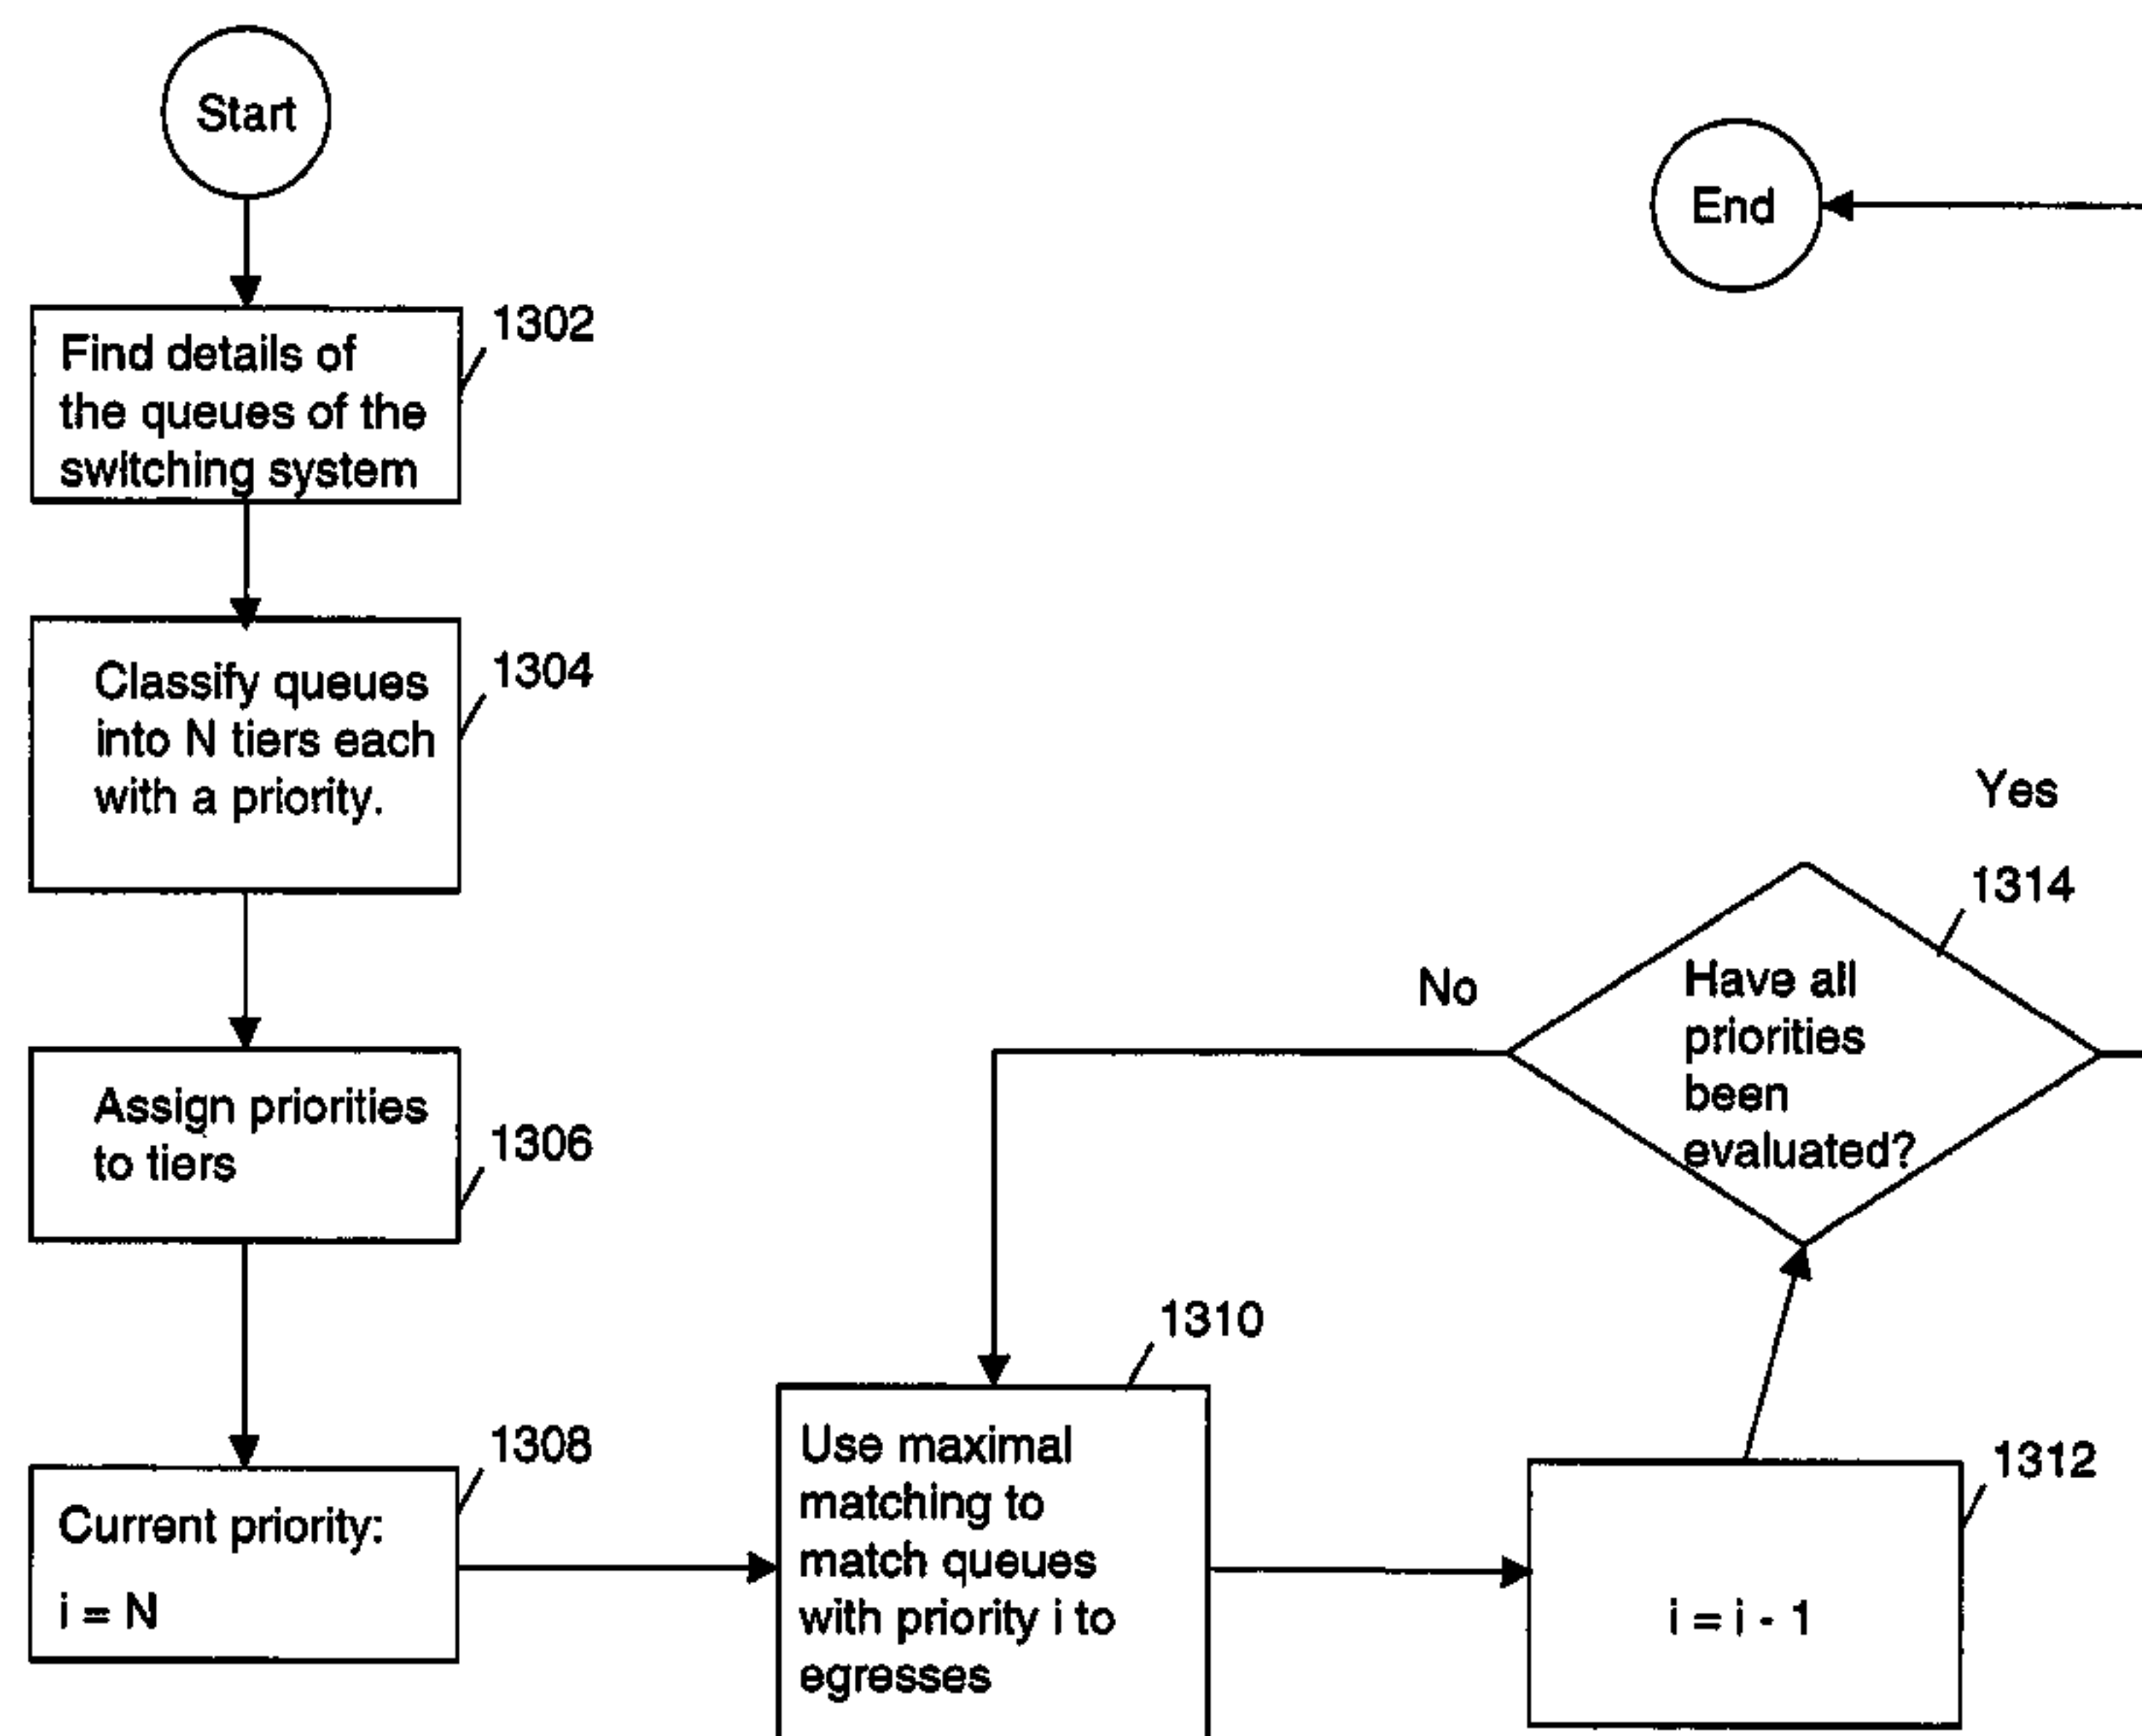 Start
1302
Find details of
the queues of the
switching system
1304
Classify queues
into N tiers each
with a priority.
Assign priorities
to tiers
1306
1308
Current priority:
i = N
1310
Use maximal
matching to
match queues
with priority i to
egresses
1312
i = i - 1
1314
Have all
priorities
been
evaluated?
No
Yes
End